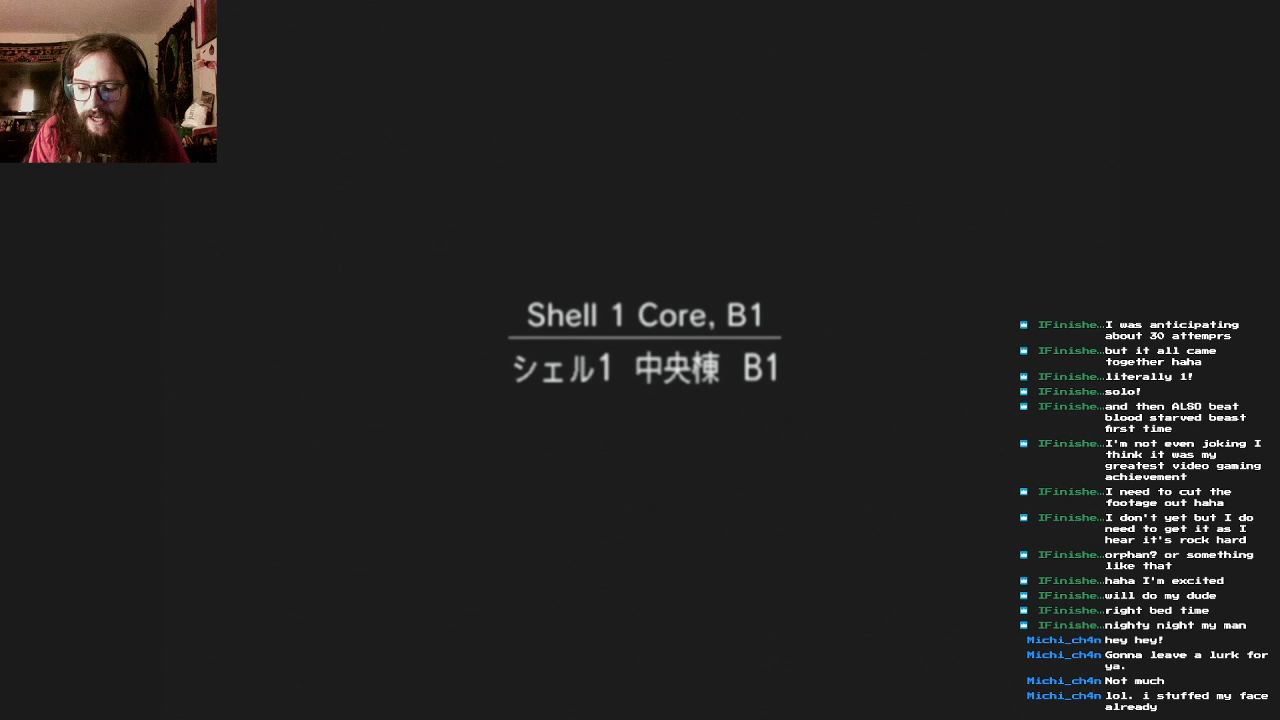 Shell 1 Core, B1
シェル1 中央棟 B1
IFinishe...I was anticipating
about 30 attemprs
IFinishe...but it all came
together haha
IFinishe...literally 1!
IFinishe...solo!
IFinishe...and then ALSO beat
blood starved beast
first time
IFinishe...I'm not even joking I
think it was my
greatest video gaming
achievement
IFinishe...I need to cut the
footage out haha
IFinishe...I don't yet but I do
need to get it as I
hear it's rock hard
IFinishe...orphan? or something
like that
IFinishe...haha I'm excited
IFinishe...will do my dude
IFinishe...right bed time
IFinishe...nighty night my man
Michi_ch4n hey hey!
Michi_ch4n Gonna leave a lurk for
ya.
Michi_ch4n Not much
Michi_ch4n lol. i stuffed my face
already